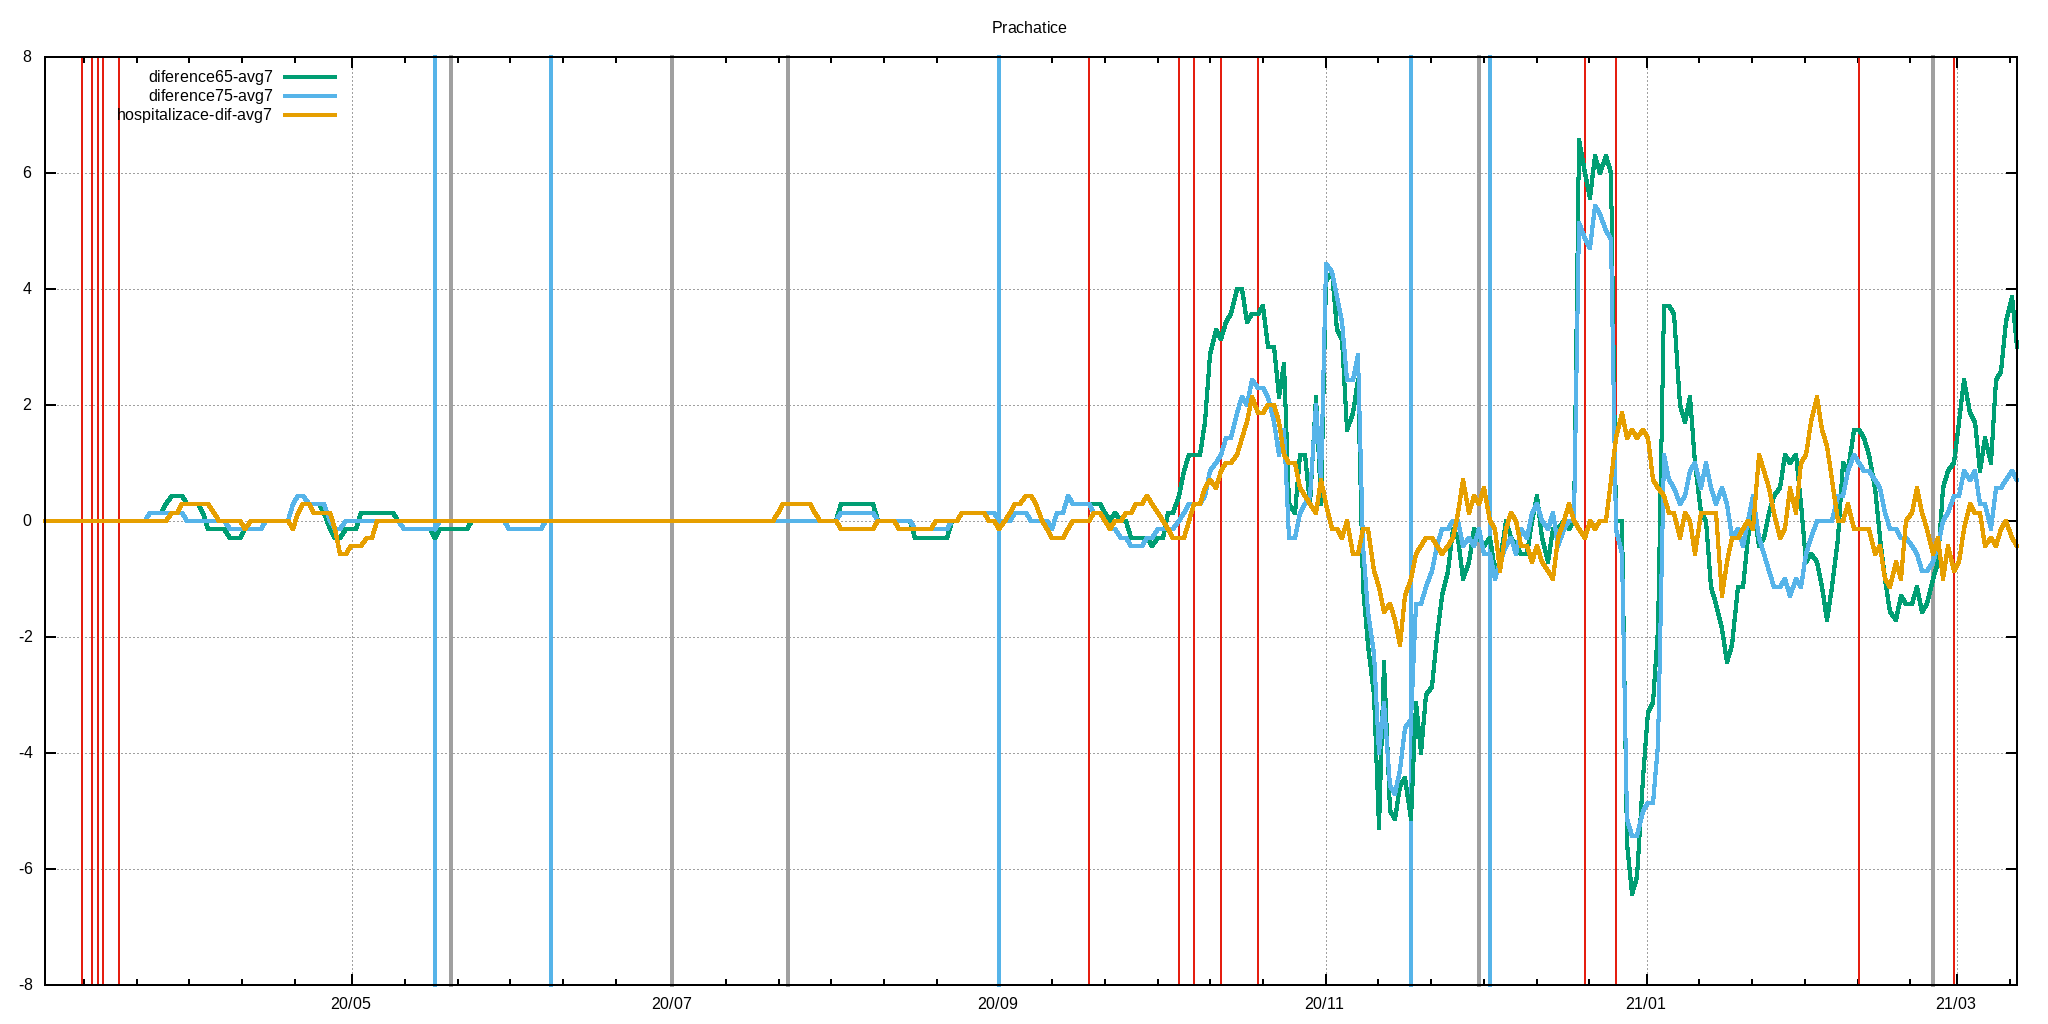 Prachatice
diference65-avg7
diference75-avg7
hospitalizace-dif-avg7
8
6
4
2
0
-2
-4
-6
-8
20/05 20/07 20/09 20/11 21/01 21/03